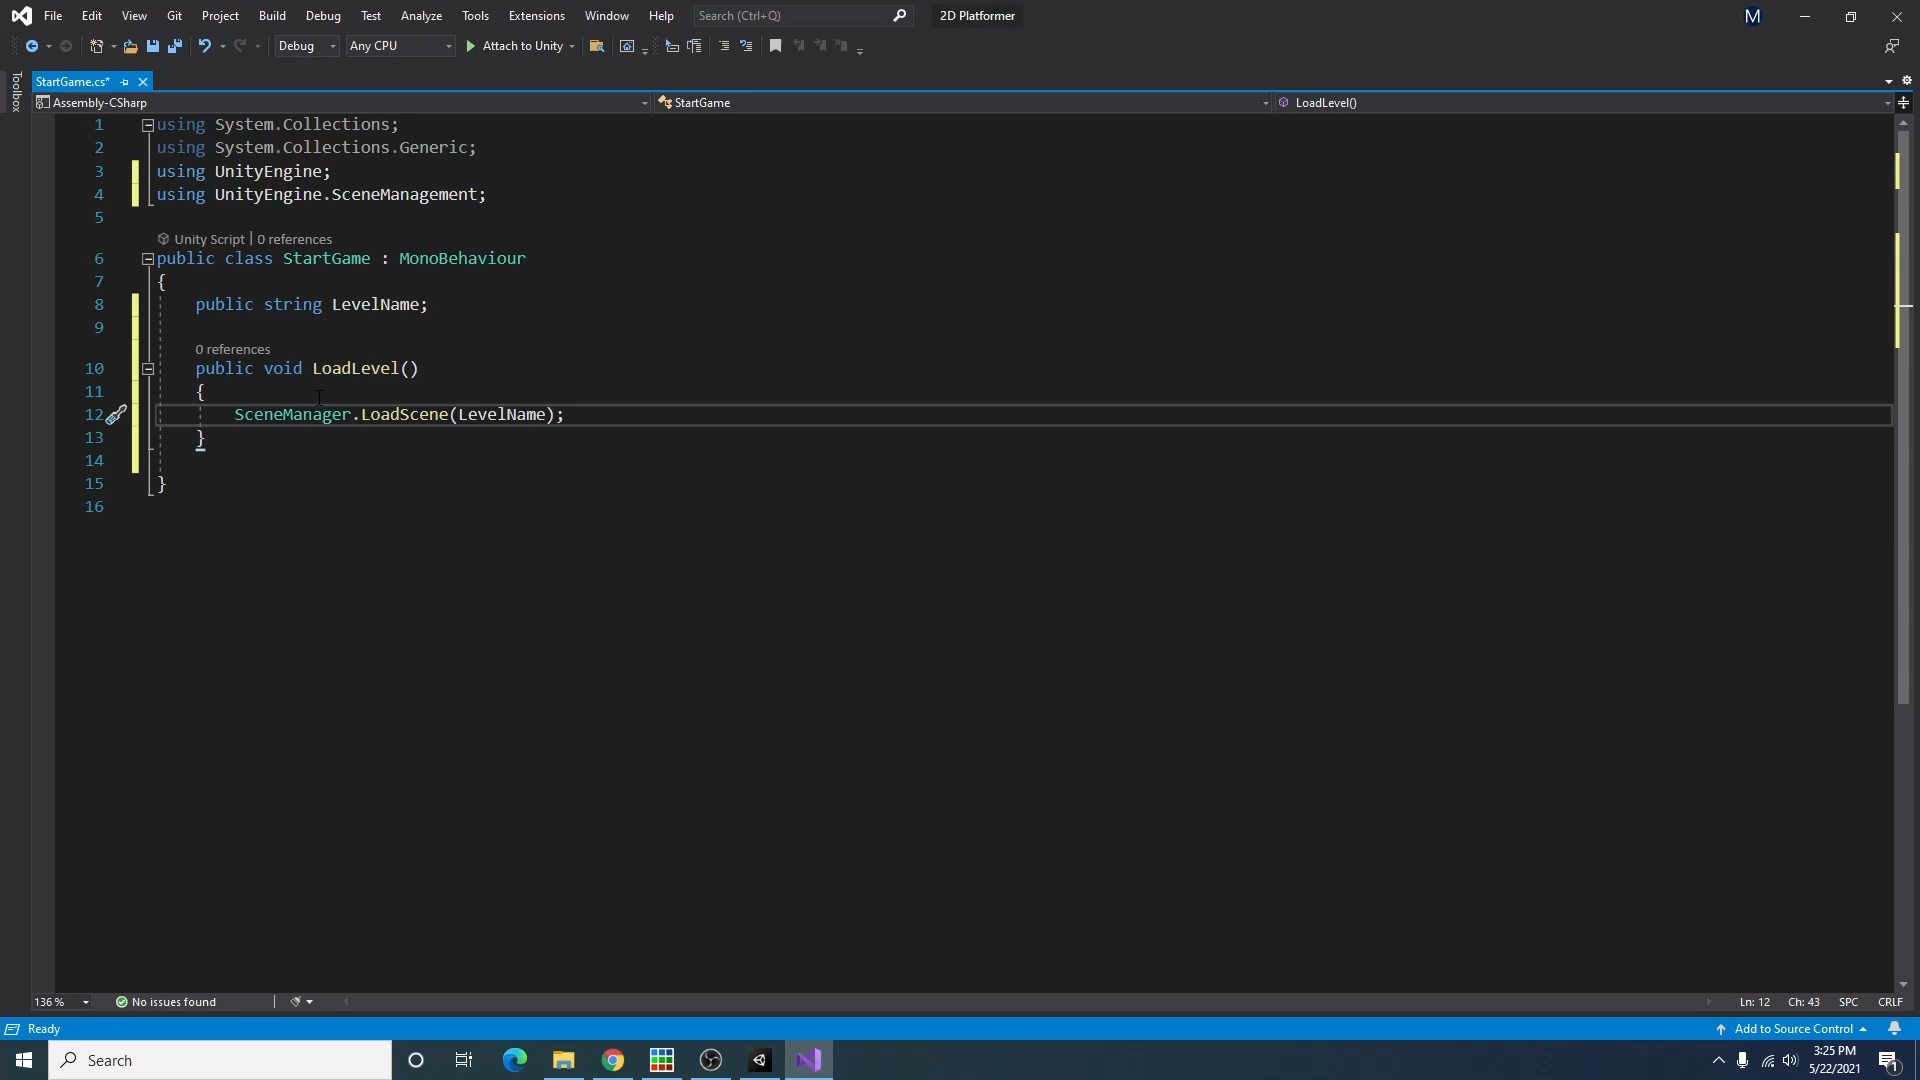 File Edit View Git Project Build Debug Test Analyze Tools Extensions Window Help Search (Ctrl+Q) 2D Platformer M
Debug Any CPU Attach to Unity
Toolbox
StartGame.cs*
Assembly-CSharp StartGame LoadLevel()
1 using System.Collections;
2 using System.Collections.Generic;
3 using UnityEngine;
4 using UnityEngine.SceneManagement;
5
Unity Script | 0 references
6 public class StartGame : MonoBehaviour
7 {
8 public string LevelName;
9
0 references
10 public void LoadLevel()
11 {
12 SceneManager.LoadScene(LevelName);
13 }
14
15 }
16
136 % No issues found Ln: 12 Ch: 43 SPC CRLF
Ready Add to Source Control
Search
3:25 PM
5/22/2021
1